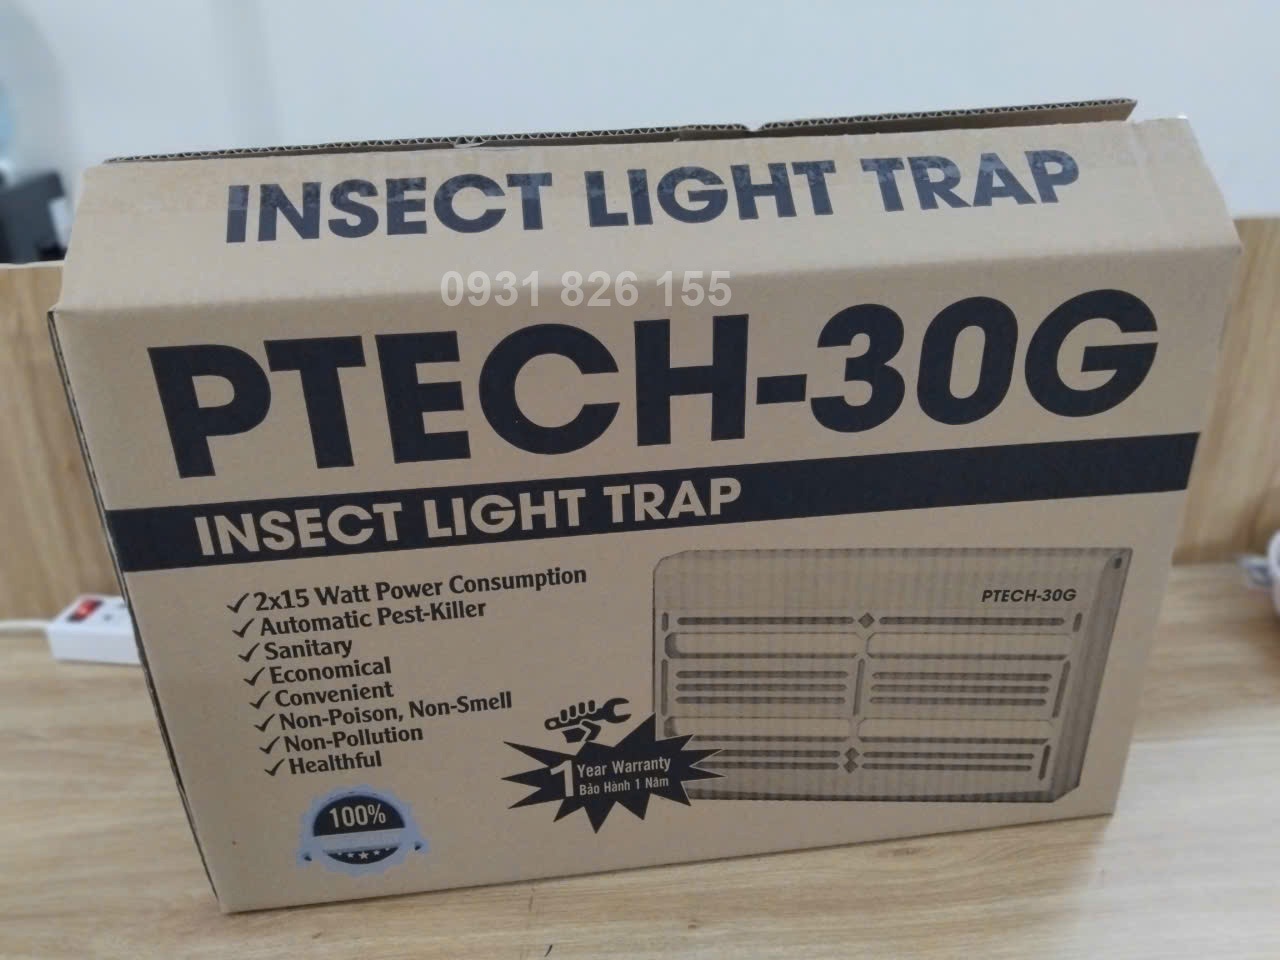 INSECT LIGHT TRAP
0931 826 155
PTECH-30G
INSECT LIGHT TRAP
✓ 2x15 Watt Power Consumption
✓ Automatic Pest-Killer
✓ Sanitary
✓ Economical
✓ Convenient
✓ Non-Poison, Non-Smell
✓ Non-Pollution
✓ Healthful
PTECH-30G
1 Year Warranty
Bảo Hành 1 Năm
100%